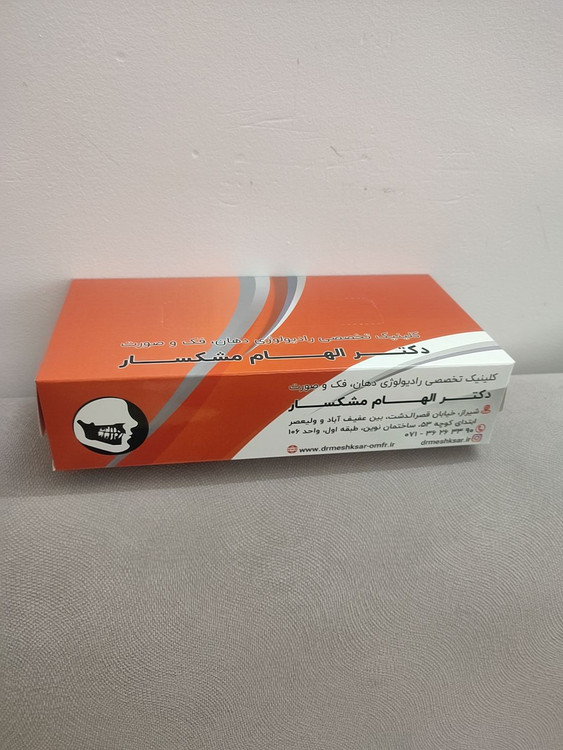 کلینیک تخصصی رادیولوژی دهان، فک و صورت
دکتر الهام مشکسار
کلینیک تخصصی رادیولوژی دهان، فک و صورت
دکتر الهام مشکسار
شیراز، خیابان قصرالدشت، بین عفیف آباد و ولیعصر
ابتدای کوچه ۵۳، ساختمان نوین، طبقه اول، واحد ۱۰۶
۰۷۱ - ۳۶ ۲۶ ۳۳ ۹۰
drmeshksar.ir
www.drmeshksar-omfr.ir